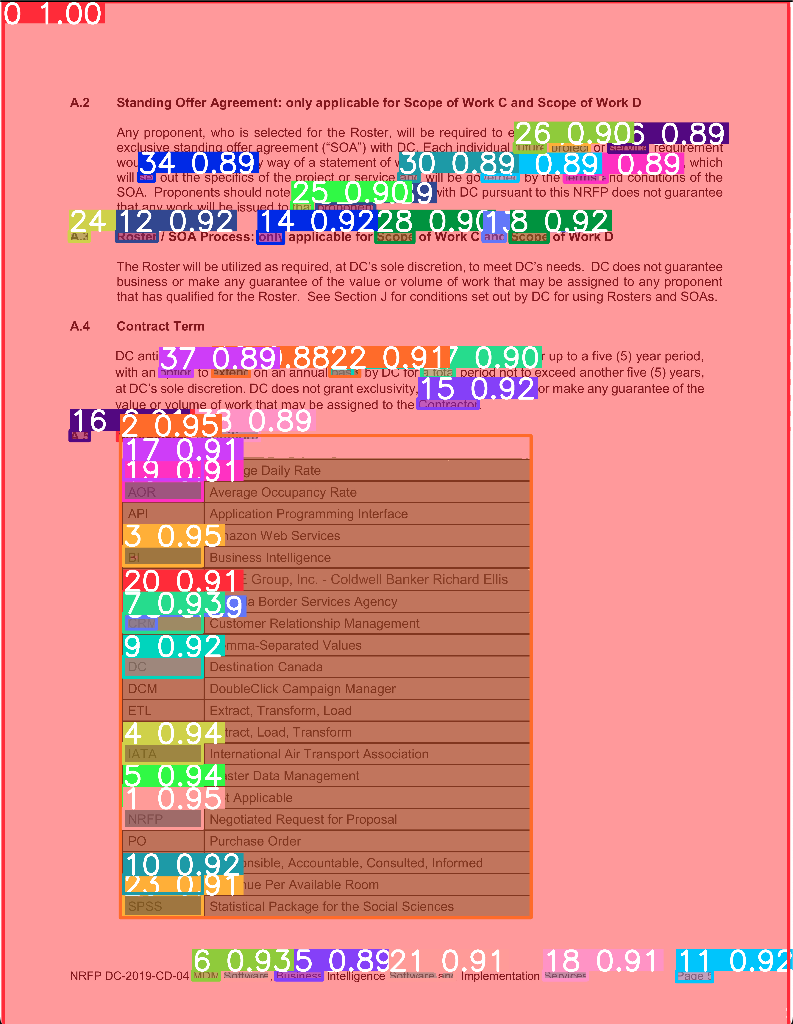 0 1.00
A.2 Standing Offer Agreement: only applicable for Scope of Work C and Scope of Work D
Any proponent, who is selected for the Roster, will be required to 26 0.90 6 0.89
exclusive standing offer agreement ("SOA") with DC. Each individual future project or service requirement
34 0.89 way of a statement of 30 0.89 0.89 0.89 , which
will set out the specifics of the project or service and will be by the terms and conditions of the
SOA. Proponents should note 25 0.90 9 with DC pursuant to this NRFP does not guarantee
that any work will be issued to
24 12 0.92 14 0.92 28 0.9 8 0.92
A.3 Roster / SOA Process: only applicable for Scope of Work C and Scope of Work D
The Roster will be utilized as required, at DC's sole discretion, to meet DC's needs. DC does not guarantee
business or make any guarantee of the value or volume of work that may be assigned to any proponent
that has qualified for the Roster. See Section J for conditions set out by DC for using Rosters and SOAs.
A.4 Contract Term
DC 37 0.89 0.88 22 0.91 7 0.90 r up to a five (5) year period,
with an option to extent on an annual basis by DC for a total period not to exceed another five (5) years,
at DC's sole discretion. DC does not grant exclusivity, 15 0.92 or make any guarantee of the
value or volume of work that may be assigned to the Contractor.
16 2 0.95 3 0.89
17 0.91
19 0.91 ge Daily Rate
AOR Average Occupancy Rate
API Application Programming Interface
3 0.95 azon Web Services
BI Business Intelligence
20 0.91 E Group, Inc. - Coldwell Banker Richard Ellis
7 0.93 9 a Border Services Agency
CRM Customer Relationship Management
9 0.92 mma-Separated Values
DC Destination Canada
DCM DoubleClick Campaign Manager
ETL Extract, Transform, Load
4 0.94 tract, Load, Transform
IATA International Air Transport Association
5 0.94 ster Data Management
1 0.95 t Applicable
NRFP Negotiated Request for Proposal
PO Purchase Order
10 0.92 onsible, Accountable, Consulted, Informed
23 0.91 nue Per Available Room
SPSS Statistical Package for the Social Sciences
6 0.93 5 0.89 21 0.91 18 0.91 11 0.92
NRFP DC-2019-CD-04 MDM Software, Business Intelligence Software an Implementation Services Page 5